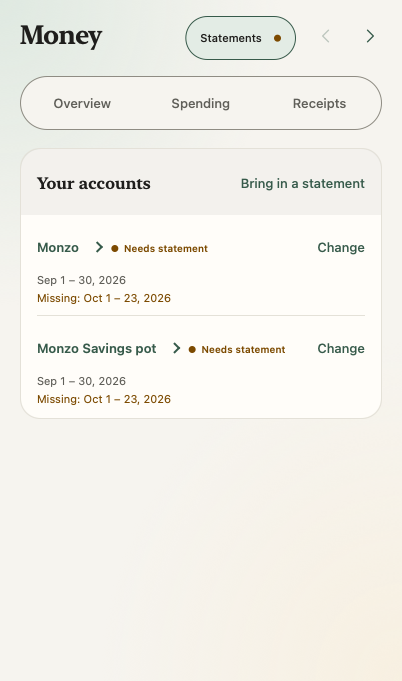 Money
Statements
Overview
Spending
Receipts
Your accounts
Bring in a statement
Monzo
Needs statement
Change
Sep 1 – 30, 2026
Missing: Oct 1 – 23, 2026
Monzo Savings pot
Needs statement
Change
Sep 1 – 30, 2026
Missing: Oct 1 – 23, 2026